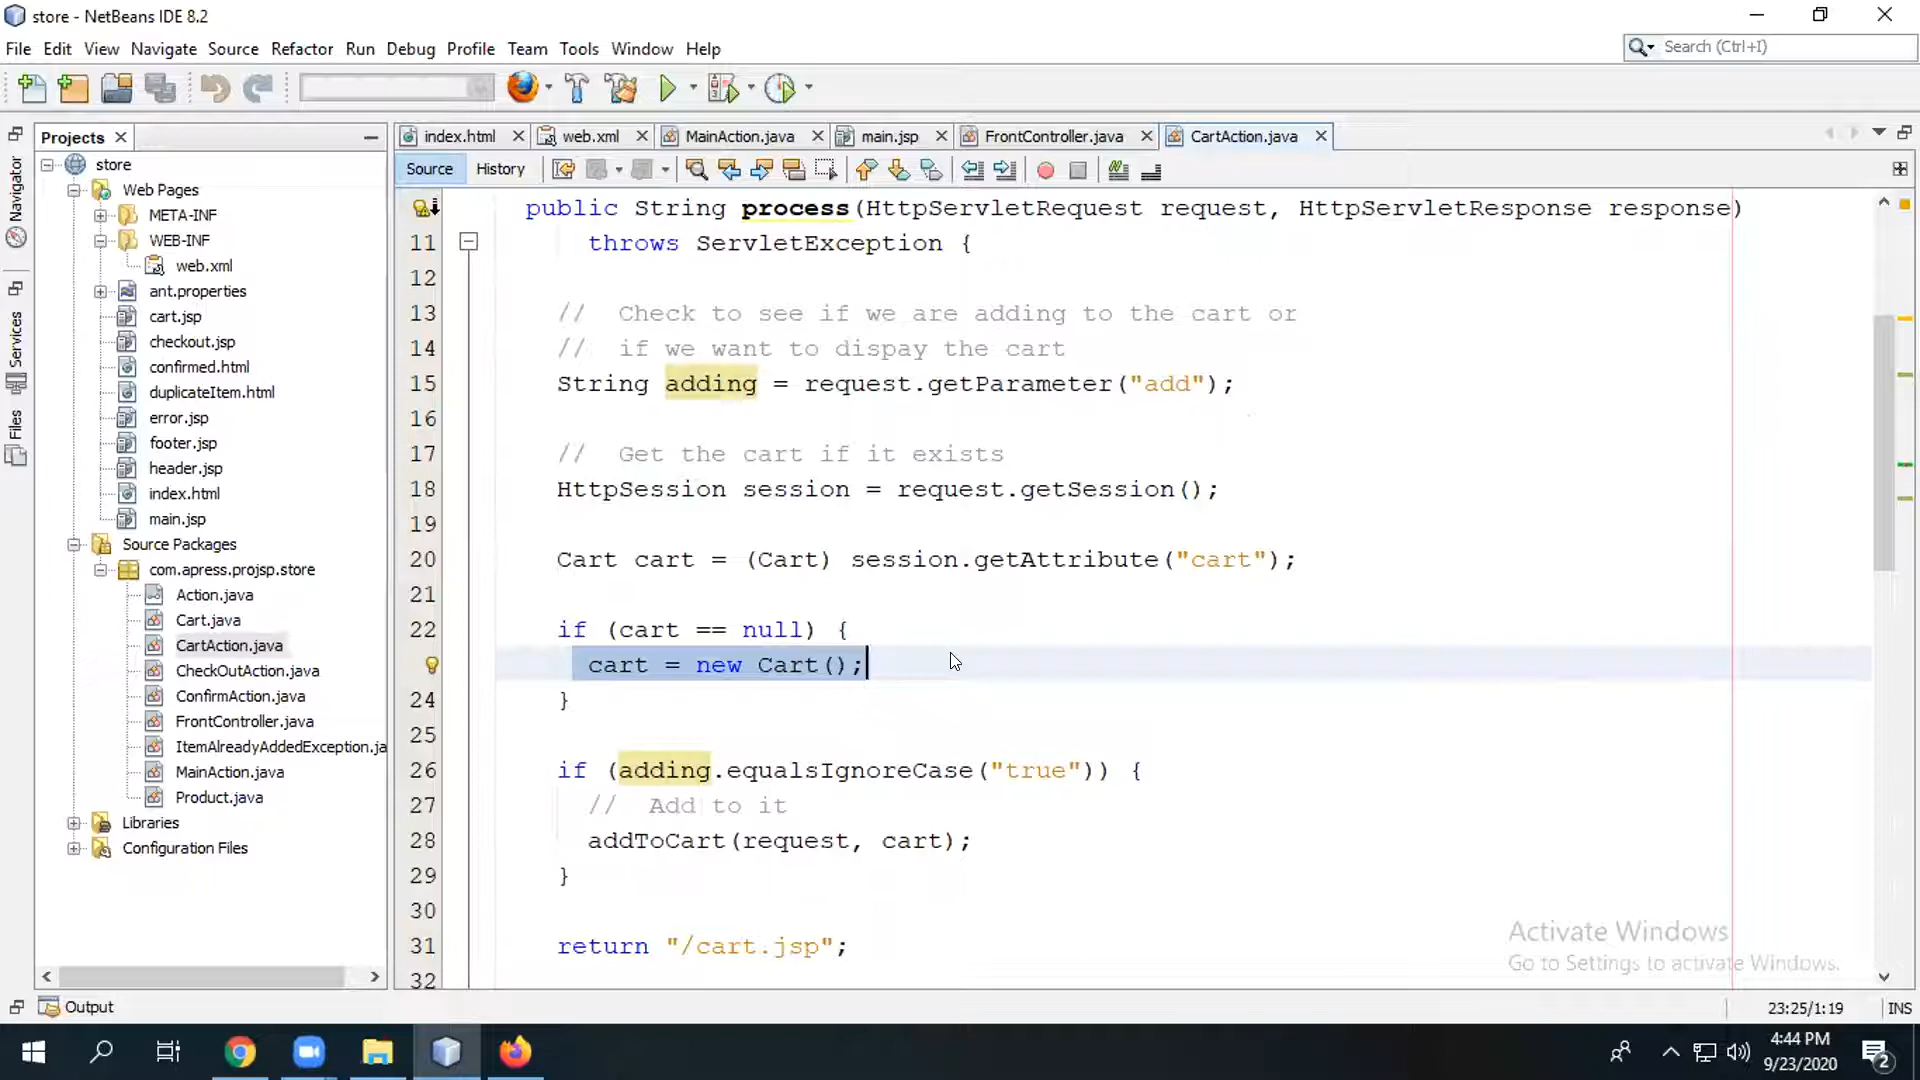 store - NetBeans IDE 8.2
File Edit View Navigate Source Refactor Run Debug Profile Team Tools Window Help
Search (Ctrl+I)
Projects
index.html
web.xml
MainAction.java
main.jsp
FrontController.java
CartAction.java
Source
History
Navigator
Services
Files
store
Web Pages
META-INF
WEB-INF
web.xml
ant.properties
cart.jsp
checkout.jsp
confirmed.html
duplicateItem.html
error.jsp
footer.jsp
header.jsp
index.html
main.jsp
Source Packages
com.apress.projsp.store
Action.java
Cart.java
CartAction.java
CheckOutAction.java
ConfirmAction.java
FrontController.java
ItemAlreadyAddedException.ja
MainAction.java
Product.java
Libraries
Configuration Files
public String process(HttpServletRequest request, HttpServletResponse response)
11 throws ServletException {
12
13 // Check to see if we are adding to the cart or
14 // if we want to dispay the cart
15 String adding = request.getParameter("add");
16
17 // Get the cart if it exists
18 HttpSession session = request.getSession();
19
20 Cart cart = (Cart) session.getAttribute("cart");
21
22 if (cart == null) {
cart = new Cart();
24 }
25
26 if (adding.equalsIgnoreCase("true")) {
27 // Add to it
28 addToCart(request, cart);
29 }
30
31 return "/cart.jsp";
32
Activate Windows
Go to Settings to activate Windows.
Output
23:25/1:19
INS
4:44 PM
9/23/2020
2